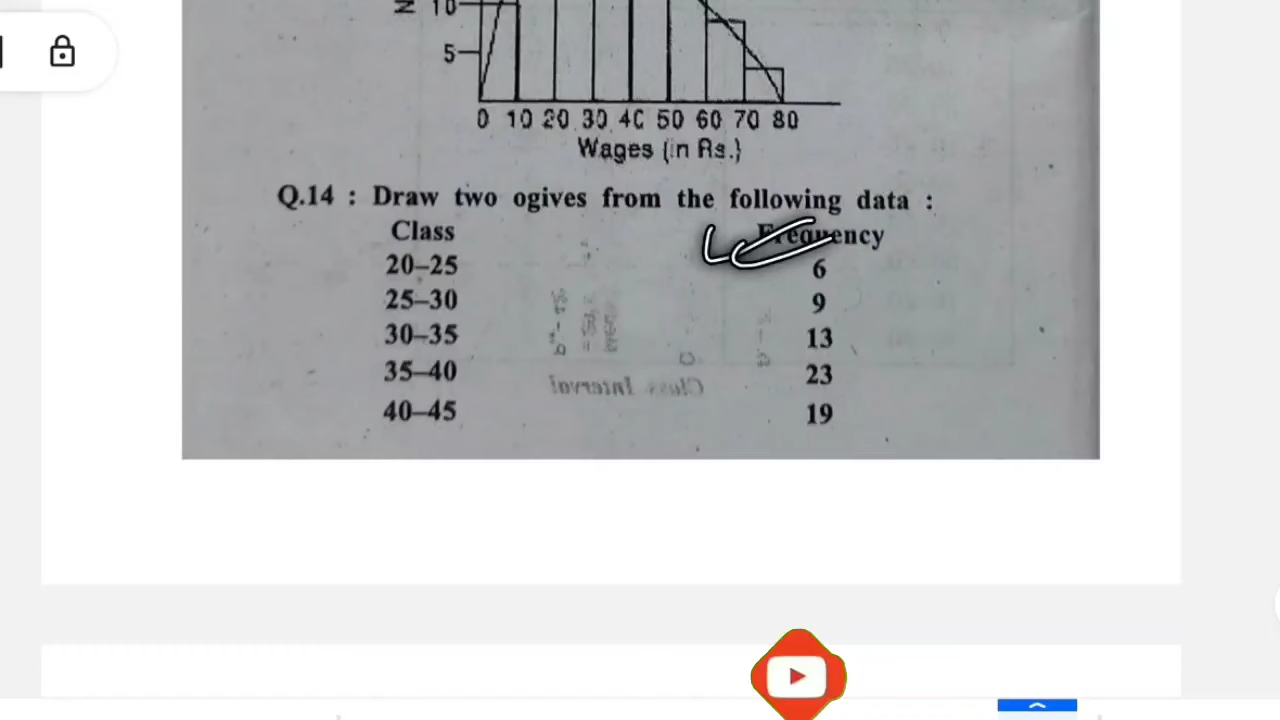 10
5
0 10 20 30 40 50 60 70 80
Wages (in Rs.)
Q.14 : Draw two ogives from the following data :
Class Frequency
20–25 6
25–30 9
30–35 13
35–40 23
40–45 19